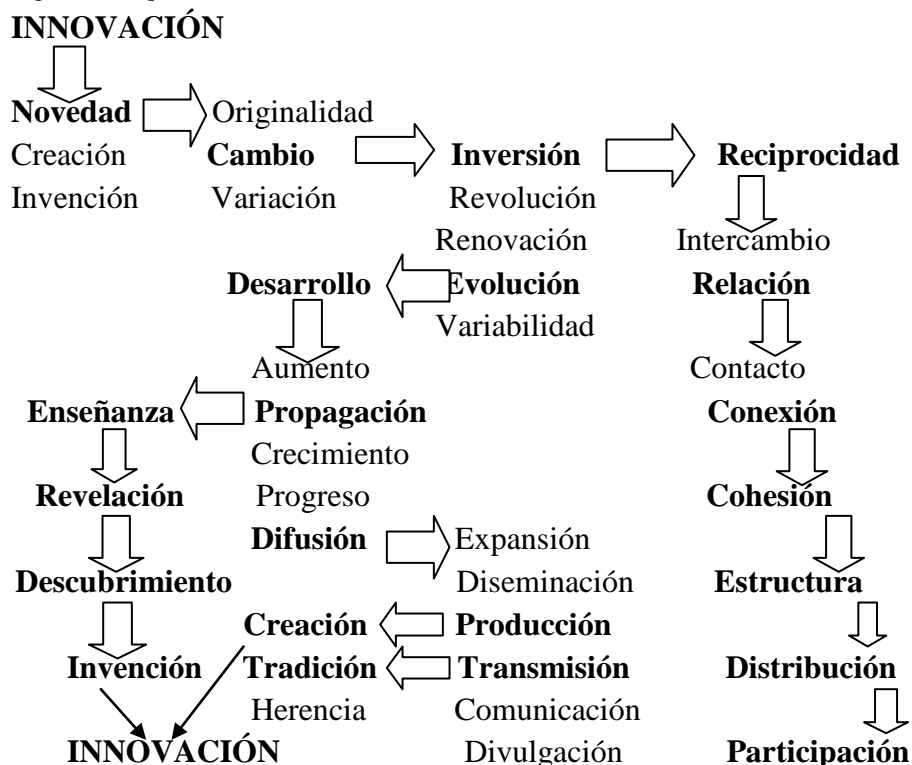 INNOVACIÓN
Novedad Originalidad
Creación Cambio Inversión Reciprocidad
Invención Variación Revolución
Renovación Intercambio
Desarrollo Evolución Relación
Variabilidad
Aumento Contacto
Enseñanza Propagación Conexión
Crecimiento
Revelación Progreso Cohesión
Difusión Expansión
Descubrimiento Diseminación Estructura
Creación Producción
Invención Tradición Transmisión Distribución
Herencia Comunicación
INNOVACIÓN Divulgación Participación